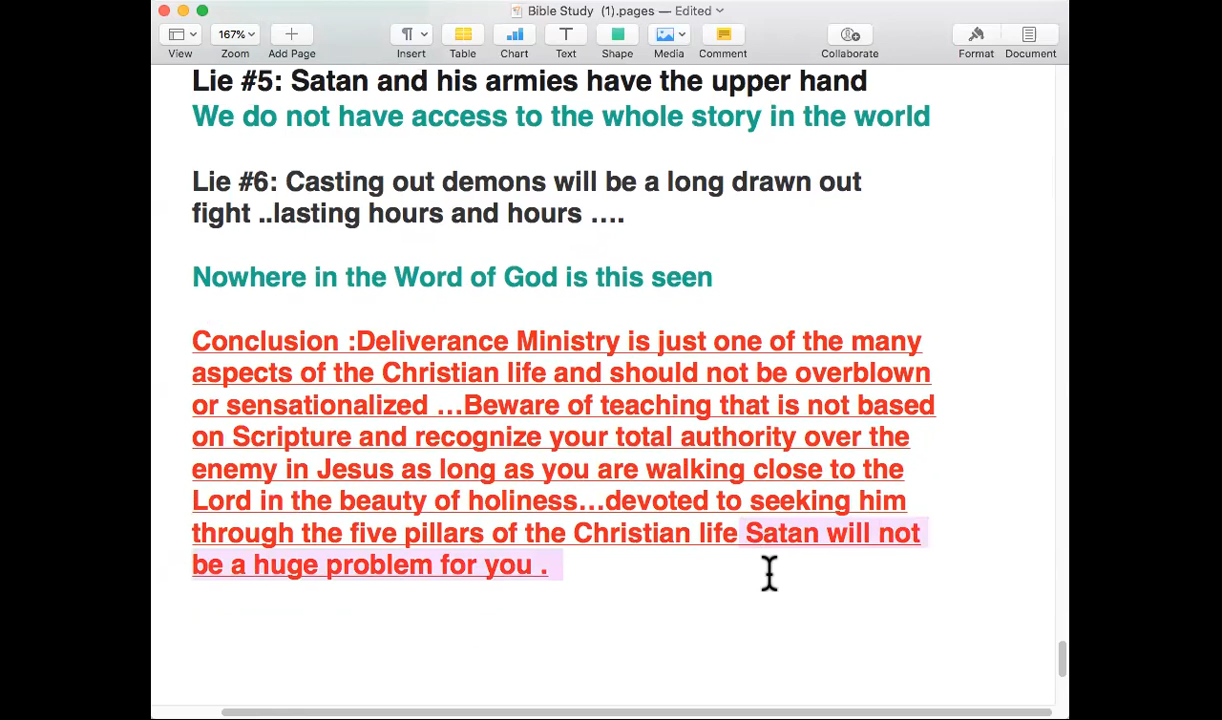 Bible Study (1).pages — Edited
167%
View
Zoom
Add Page
Insert
Table
Chart
Text
Shape
Media
Comment
Collaborate
Format
Document
Lie #5: Satan and his armies have the upper hand
We do not have access to the whole story in the world
Lie #6: Casting out demons will be a long drawn out
fight ..lasting hours and hours ....
Nowhere in the Word of God is this seen
Conclusion :Deliverance Ministry is just one of the many
aspects of the Christian life and should not be overblown
or sensationalized ...Beware of teaching that is not based
on Scripture and recognize your total authority over the
enemy in Jesus as long as you are walking close to the
Lord in the beauty of holiness...devoted to seeking him
through the five pillars of the Christian life Satan will not
be a huge problem for you .